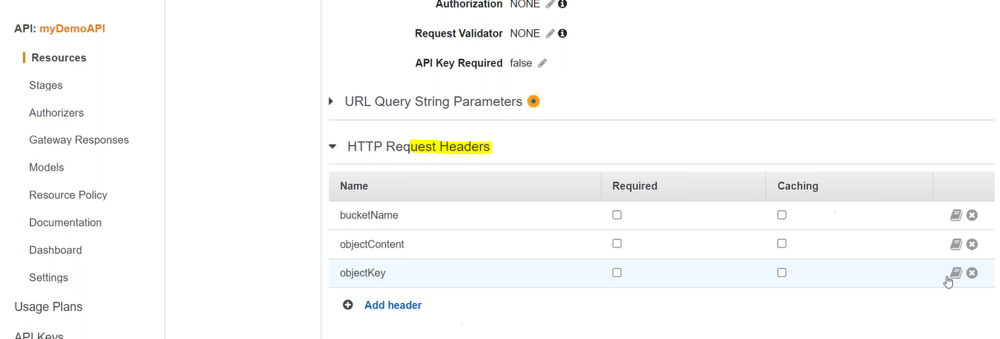 Authorization NONE
API: myDemoAPI
Request Validator NONE
Resources
API Key Required false
Stages
URL Query String Parameters
Authorizers
Gateway Responses
HTTP Request Headers
Models
Name Required Caching
Resource Policy
bucketName
Documentation
objectContent
Dashboard
objectKey
Settings
Usage Plans
Add header
API Keys